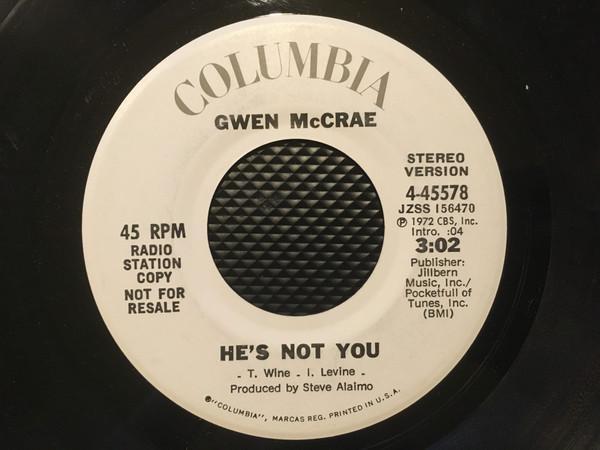 COLUMBIA
GWEN McCRAE
STEREO
VERSION
4-45578
JZSS 156470
℗ 1972 CBS, Inc.
Intro. :04
3:02
Publisher:
Jillbern
Music, Inc./
Pocketfull of
Tunes, Inc.
(BMI)
45 RPM
RADIO
STATION
COPY
NOT FOR
RESALE
HE'S NOT YOU
- T. Wine - I. Levine -
Produced by Steve Alaimo
®"COLUMBIA", MARCAS REG. PRINTED IN U.S.A.